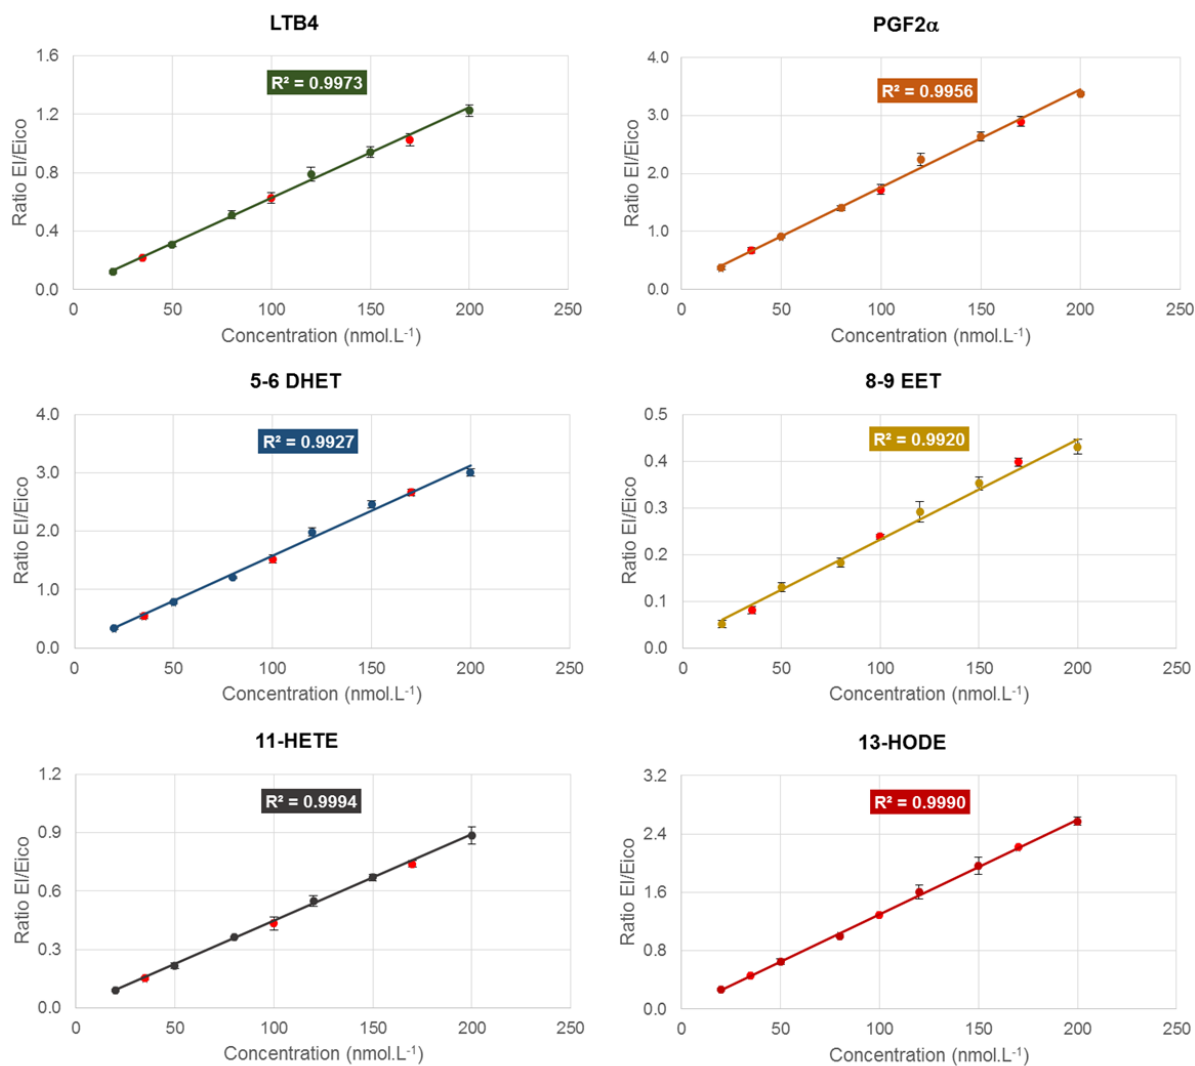 LTB4
R² = 0.9973
Ratio EI/Eico
1.6
1.2
0.8
0.4
0.0
0 50 100 150 200 250
Concentration (nmol.L⁻¹)
PGF2α
R² = 0.9956
Ratio EI/Eico
4.0
3.0
2.0
1.0
0.0
0 50 100 150 200 250
Concentration (nmol.L⁻¹)
5-6 DHET
R² = 0.9927
Ratio EI/Eico
4.0
3.0
2.0
1.0
0.0
0 50 100 150 200 250
Concentration (nmol.L⁻¹)
8-9 EET
R² = 0.9920
Ratio EI/Eico
0.5
0.4
0.3
0.2
0.1
0.0
0 50 100 150 200 250
Concentration (nmol.L⁻¹)
11-HETE
R² = 0.9994
Ratio EI/Eico
1.2
0.9
0.6
0.3
0.0
0 50 100 150 200 250
Concentration (nmol.L⁻¹)
13-HODE
R² = 0.9990
Ratio EI/Eico
3.2
2.4
1.6
0.8
0.0
0 50 100 150 200 250
Concentration (nmol.L⁻¹)